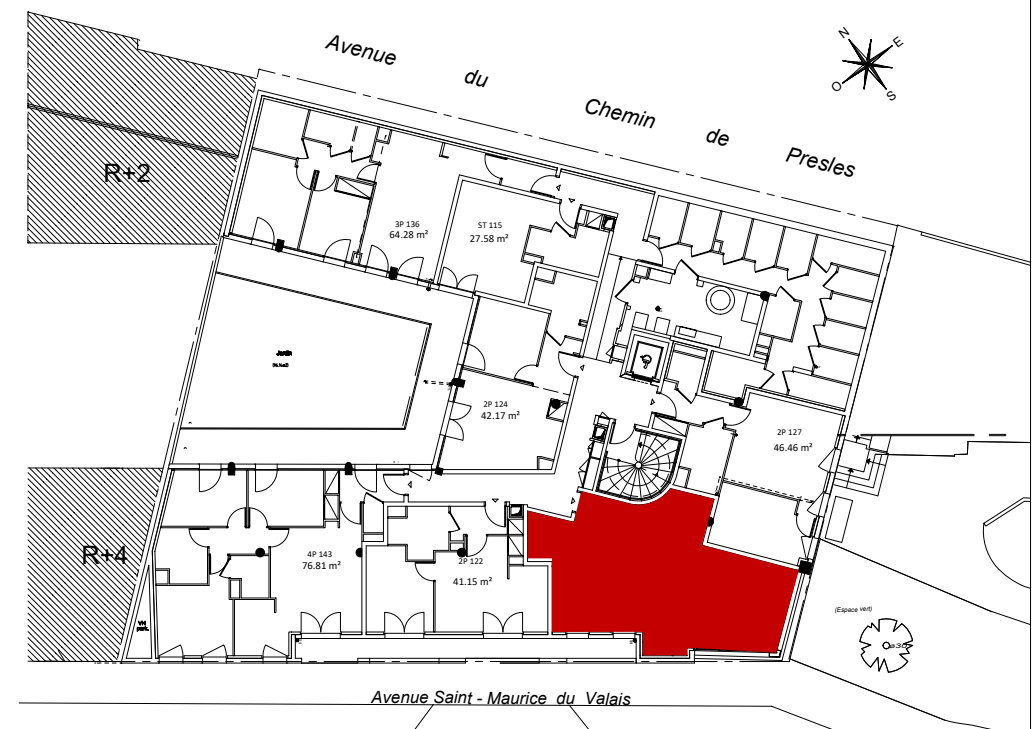 Avenue du Chemin de Presles
N
E
O
S
R+2
3P 136
64.28 m²
ST 115
27.58 m²
Jardin
2P 124
42.17 m²
2P 127
46.46 m²
R+4
4P 143
76.81 m²
2P 122
41.15 m²
VH
(Espace vert)
Avenue Saint - Maurice du Valais